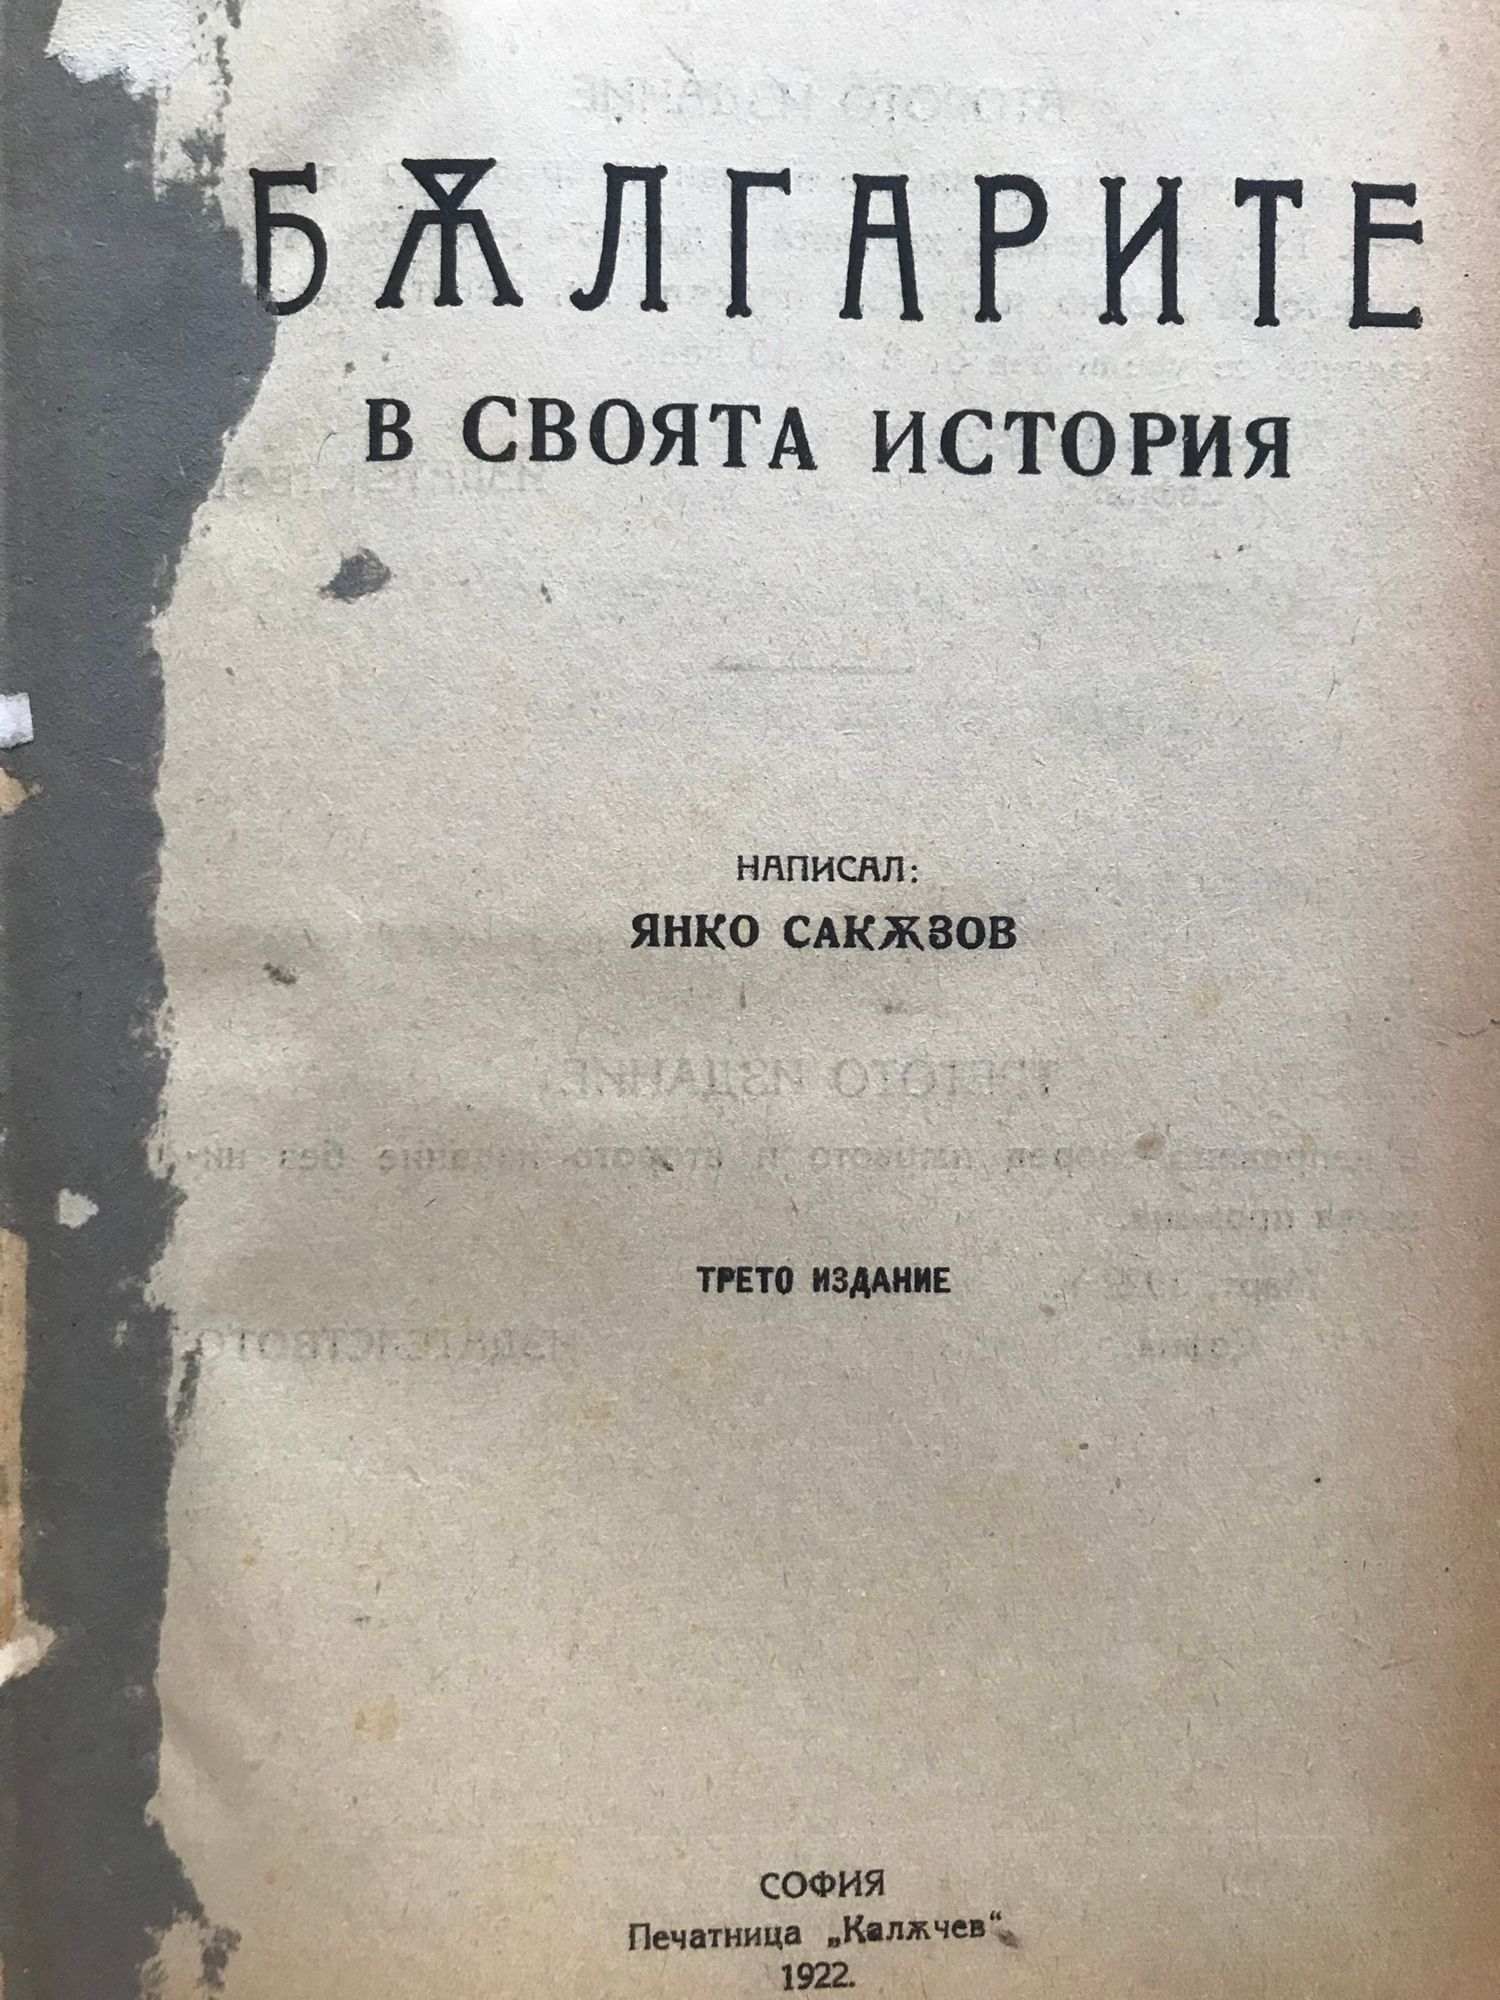 БѪЛГАРИТЕ
В СВОЯТА ИСТОРИЯ
НАПИСАЛ:
ЯНКО САКѪЗОВ
ТРЕТО ИЗДАНИЕ
СОФИЯ
Печатница „Калѫчев“
1922.